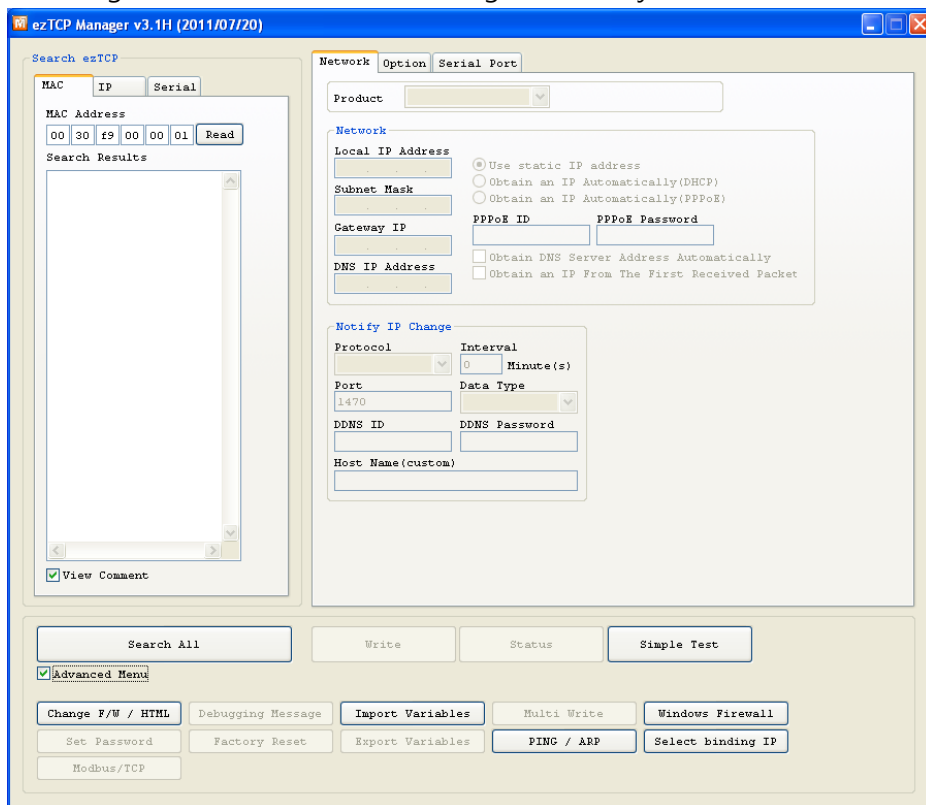 ezTCP Manager v3.1H (2011/07/20)
Search ezTCP
MAC IP Serial
MAC Address
00 30 f9 00 00 01 Read
Search Results
View Comment
Network Option Serial Port
Product
Network
Local IP Address
Subnet Mask
Gateway IP
DNS IP Address
Use static IP address
Obtain an IP Automatically(DHCP)
Obtain an IP Automatically(PPPoE)
PPPoE ID PPPoE Password
Obtain DNS Server Address Automatically
Obtain an IP From The First Received Packet
Notify IP Change
Protocol Interval
0 Minute(s)
Port Data Type
1470
DDNS ID DDNS Password
Host Name(custom)
Search All Write Status Simple Test
Advanced Menu
Change F/W / HTML Debugging Message Import Variables Multi Write Windows Firewall
Set Password Factory Reset Export Variables PING / ARP Select binding IP
Modbus/TCP